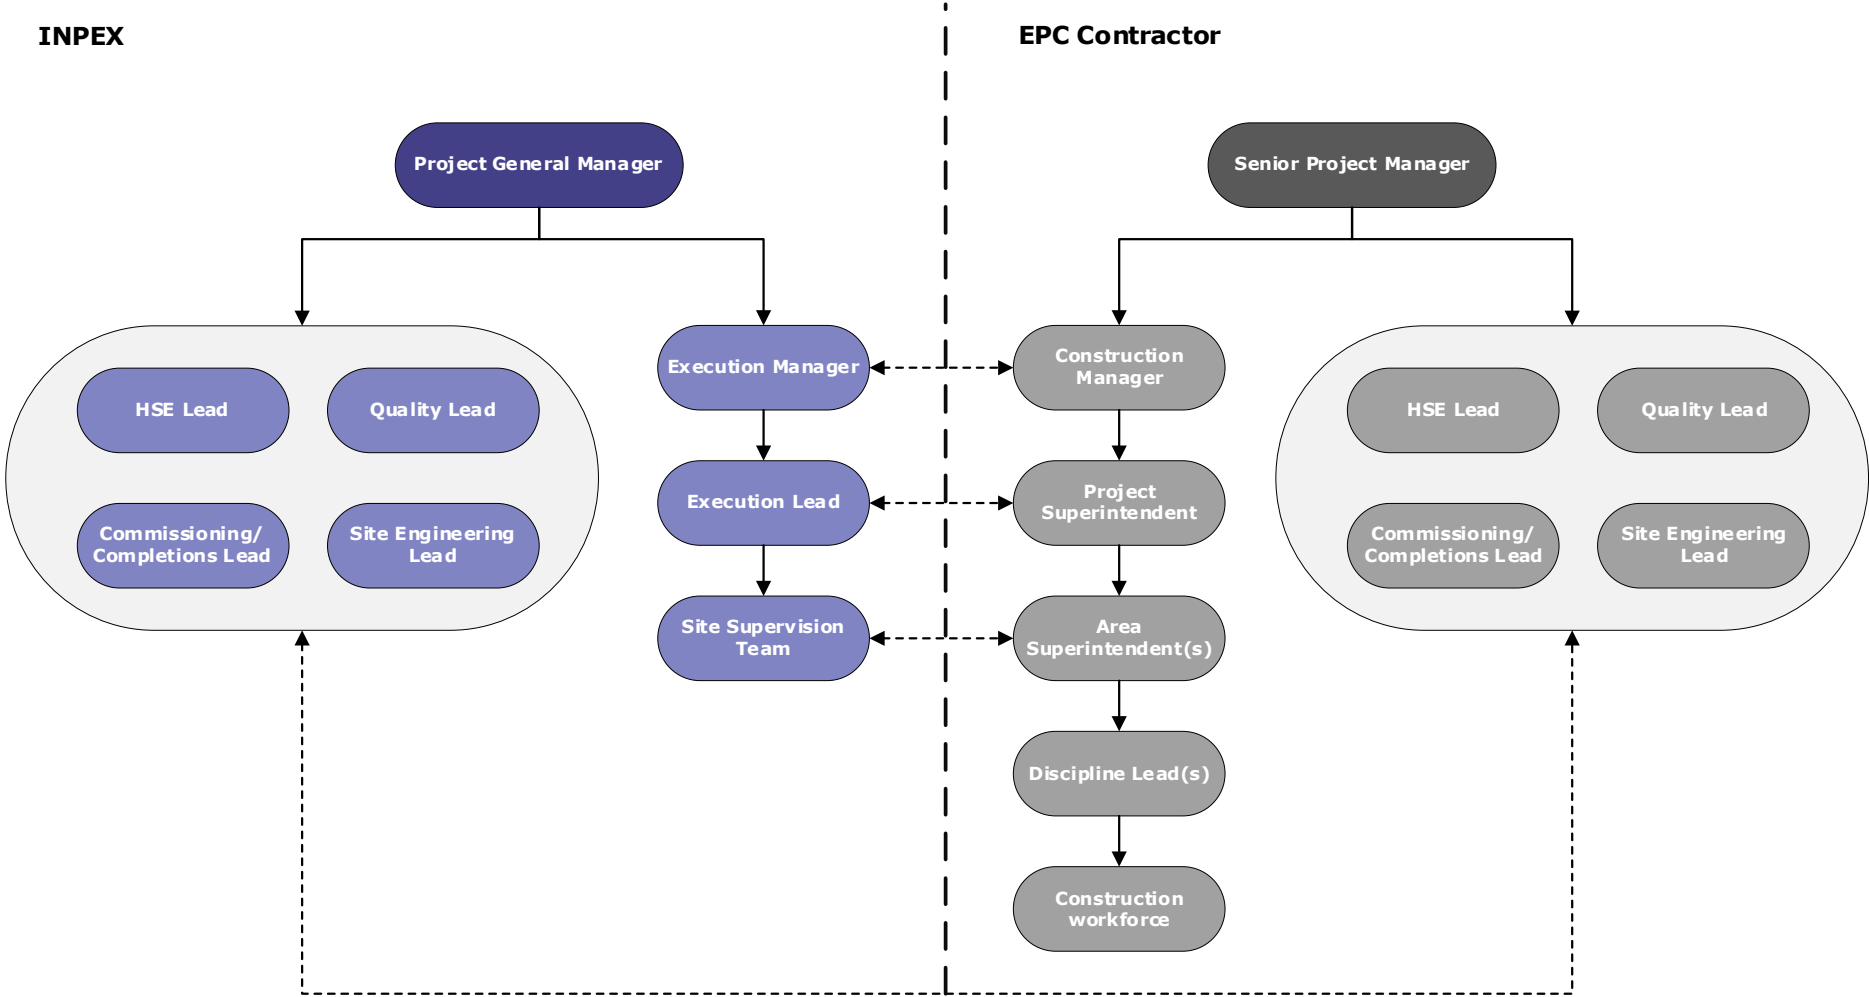 INPEX
EPC Contractor
Project General Manager
Senior Project Manager
Execution Manager
Construction
Manager
HSE Lead
Quality Lead
HSE Lead
Quality Lead
Execution Lead
Project
Superintendent
Commissioning/
Completions Lead
Site Engineering
Lead
Commissioning/
Completions Lead
Site Engineering
Lead
Site Supervision
Team
Area
Superintendent(s)
Discipline Lead(s)
Construction
workforce